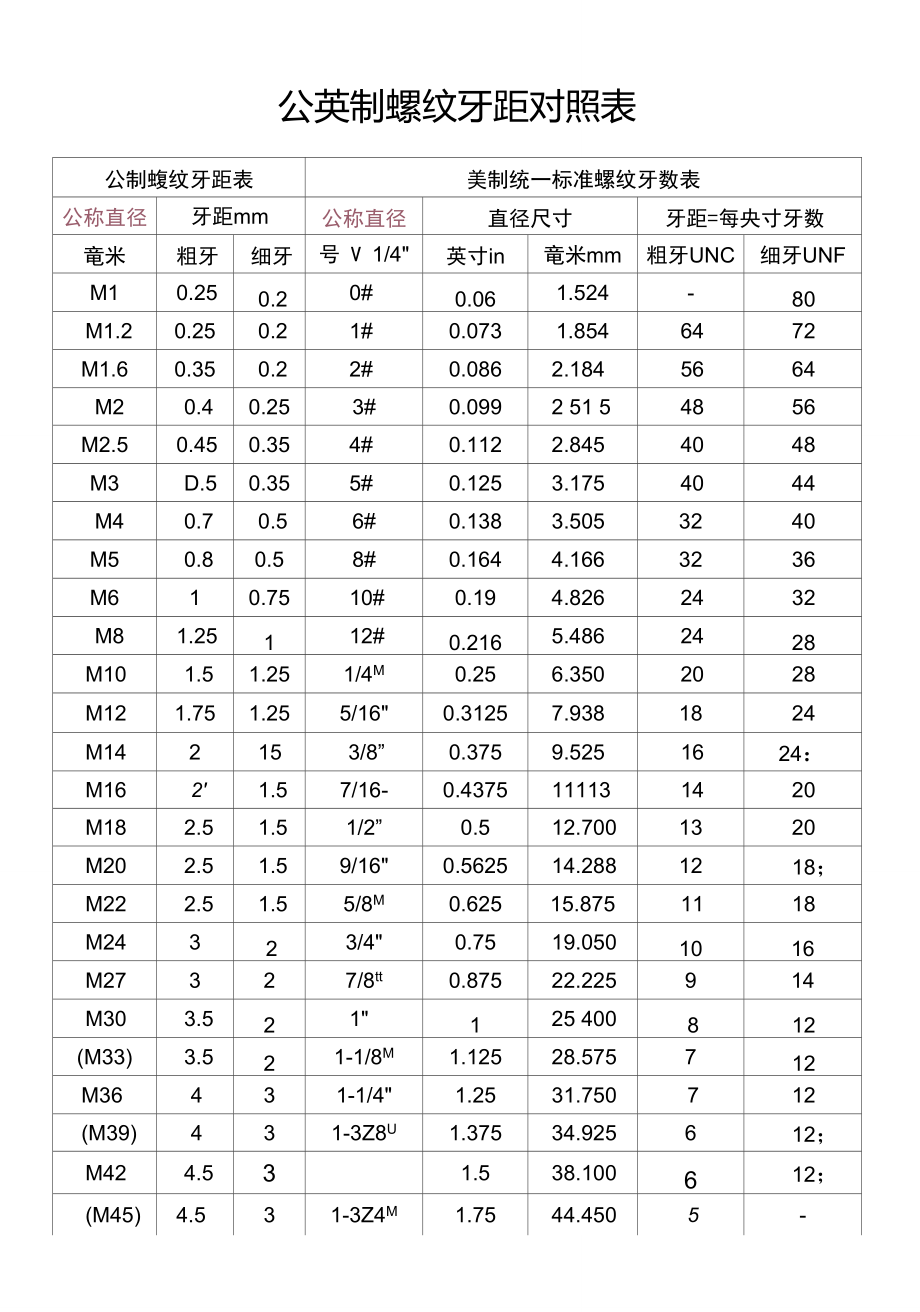 公英制螺纹牙距对照表
公制蝮纹牙距表 美制统一标准螺纹牙数表
公称直径 牙距mm 公称直径 直径尺寸 牙距=每央寸牙数
竜米 粗牙 细牙 号 V 1/4" 英寸in 竜米mm 粗牙UNC 细牙UNF
M1 0.25 0.2 0# 0.06 1.524 - 80
M1.2 0.25 0.2 1# 0.073 1.854 64 72
M1.6 0.35 0.2 2# 0.086 2.184 56 64
M2 0.4 0.25 3# 0.099 2 51 5 48 56
M2.5 0.45 0.35 4# 0.112 2.845 40 48
M3 D.5 0.35 5# 0.125 3.175 40 44
M4 0.7 0.5 6# 0.138 3.505 32 40
M5 0.8 0.5 8# 0.164 4.166 32 36
M6 1 0.75 10# 0.19 4.826 24 32
M8 1.25 1 12# 0.216 5.486 24 28
M10 1.5 1.25 1/4M 0.25 6.350 20 28
M12 1.75 1.25 5/16" 0.3125 7.938 18 24
M14 2 15 3/8” 0.375 9.525 16 24：
M16 2' 1.5 7/16- 0.4375 11113 14 20
M18 2.5 1.5 1/2” 0.5 12.700 13 20
M20 2.5 1.5 9/16" 0.5625 14.288 12 18；
M22 2.5 1.5 5/8M 0.625 15.875 11 18
M24 3 2 3/4" 0.75 19.050 10 16
M27 3 2 7/8tt 0.875 22.225 9 14
M30 3.5 2 1" 1 25 400 8 12
(M33) 3.5 2 1-1/8M 1.125 28.575 7 12
M36 4 3 1-1/4" 1.25 31.750 7 12
(M39) 4 3 1-3Z8U 1.375 34.925 6 12；
M42 4.5 3 1.5 38.100 6 12；
(M45) 4.5 3 1-3Z4M 1.75 44.450 5 -